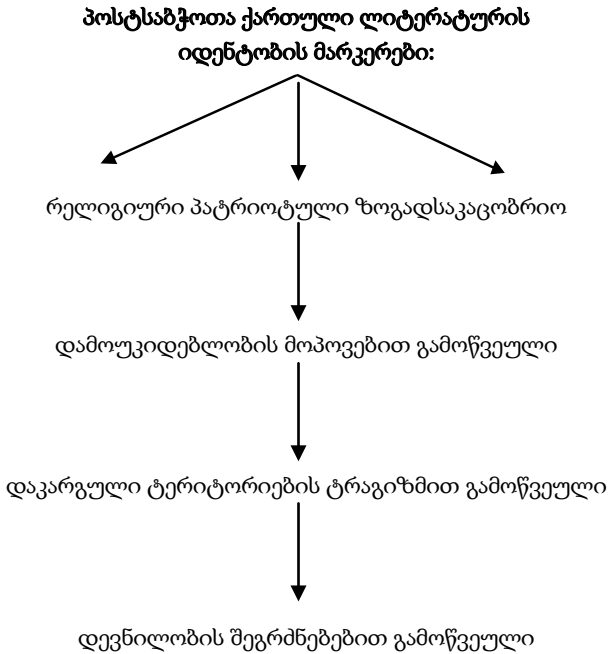 პოსტსაბჭოთა ქართული ლიტერატურის
იდენტობის მარკერები:
რელიგიური პატრიოტული ზოგადსაკაცობრიო
დამოუკიდებლობის მოპოვებით გამოწვეული
დაკარგული ტერიტორიების ტრაგიზმით გამოწვეული
დევნილობის შეგრძნებებით გამოწვეული